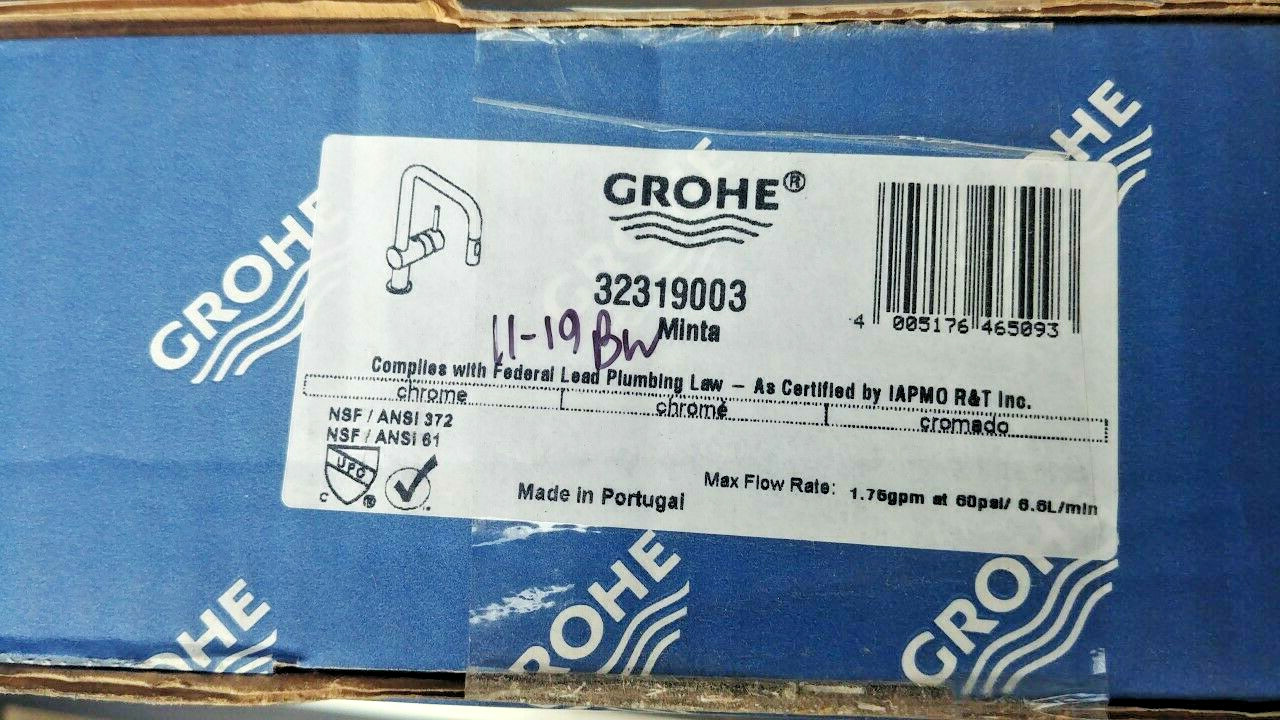 GROHE
GROHE
GROHE®
32319003
Minta
11-19 BW
4 005176 465093
Complies with Federal Lead Plumbing Law – As Certified by IAPMO R&T Inc.
chrome chromé cromado
NSF / ANSI 372
NSF / ANSI 61
UPC
C ®
Made in Portugal
Max Flow Rate: 1.75gpm at 60psi/ 6.6L/min
GROHE
GROHE
GROHE